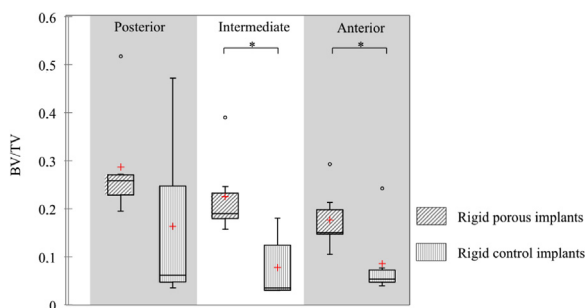 0.6
Posterior
Intermediate
Anterior
*
*
0.5
0.4
BV/TV
0.3
0.2
0.1
0
Rigid porous implants
Rigid control implants